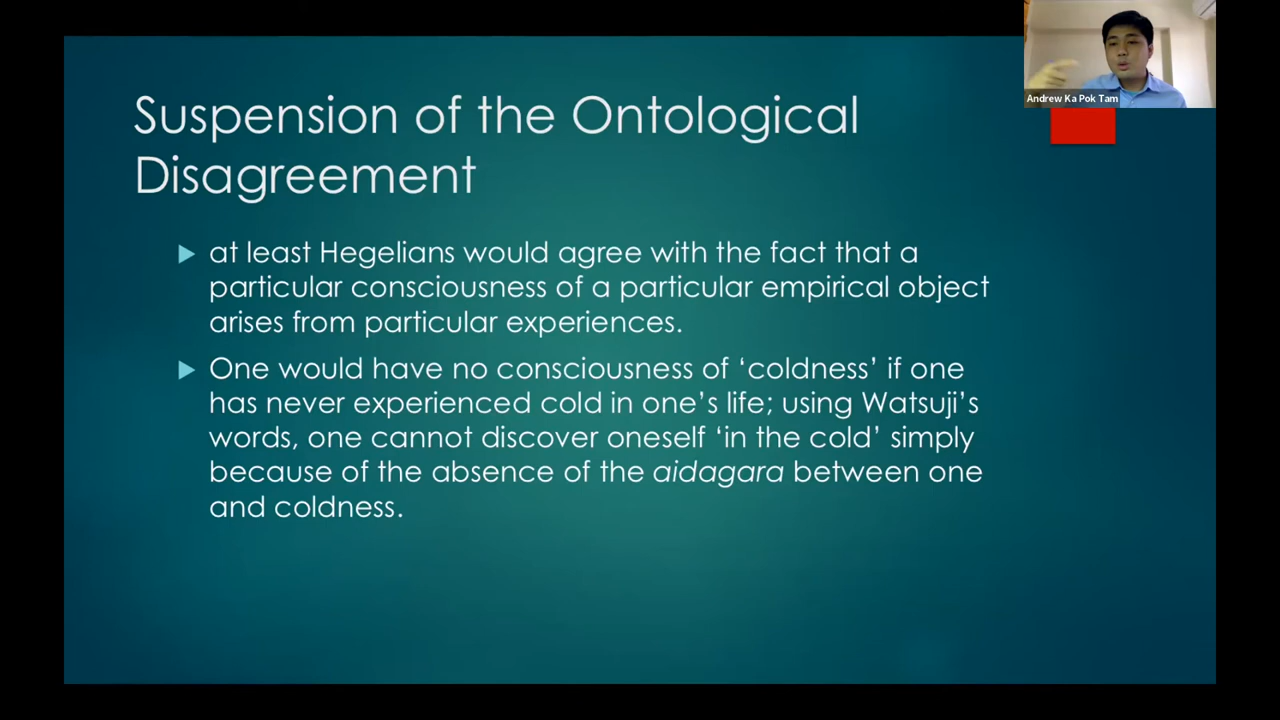 Andrew Ka Pok Tam
Suspension of the Ontological
Disagreement
at least Hegelians would agree with the fact that a
particular consciousness of a particular empirical object
arises from particular experiences.
One would have no consciousness of ‘coldness’ if one
has never experienced cold in one’s life; using Watsuji’s
words, one cannot discover oneself ‘in the cold’ simply
because of the absence of the aidagara between one
and coldness.